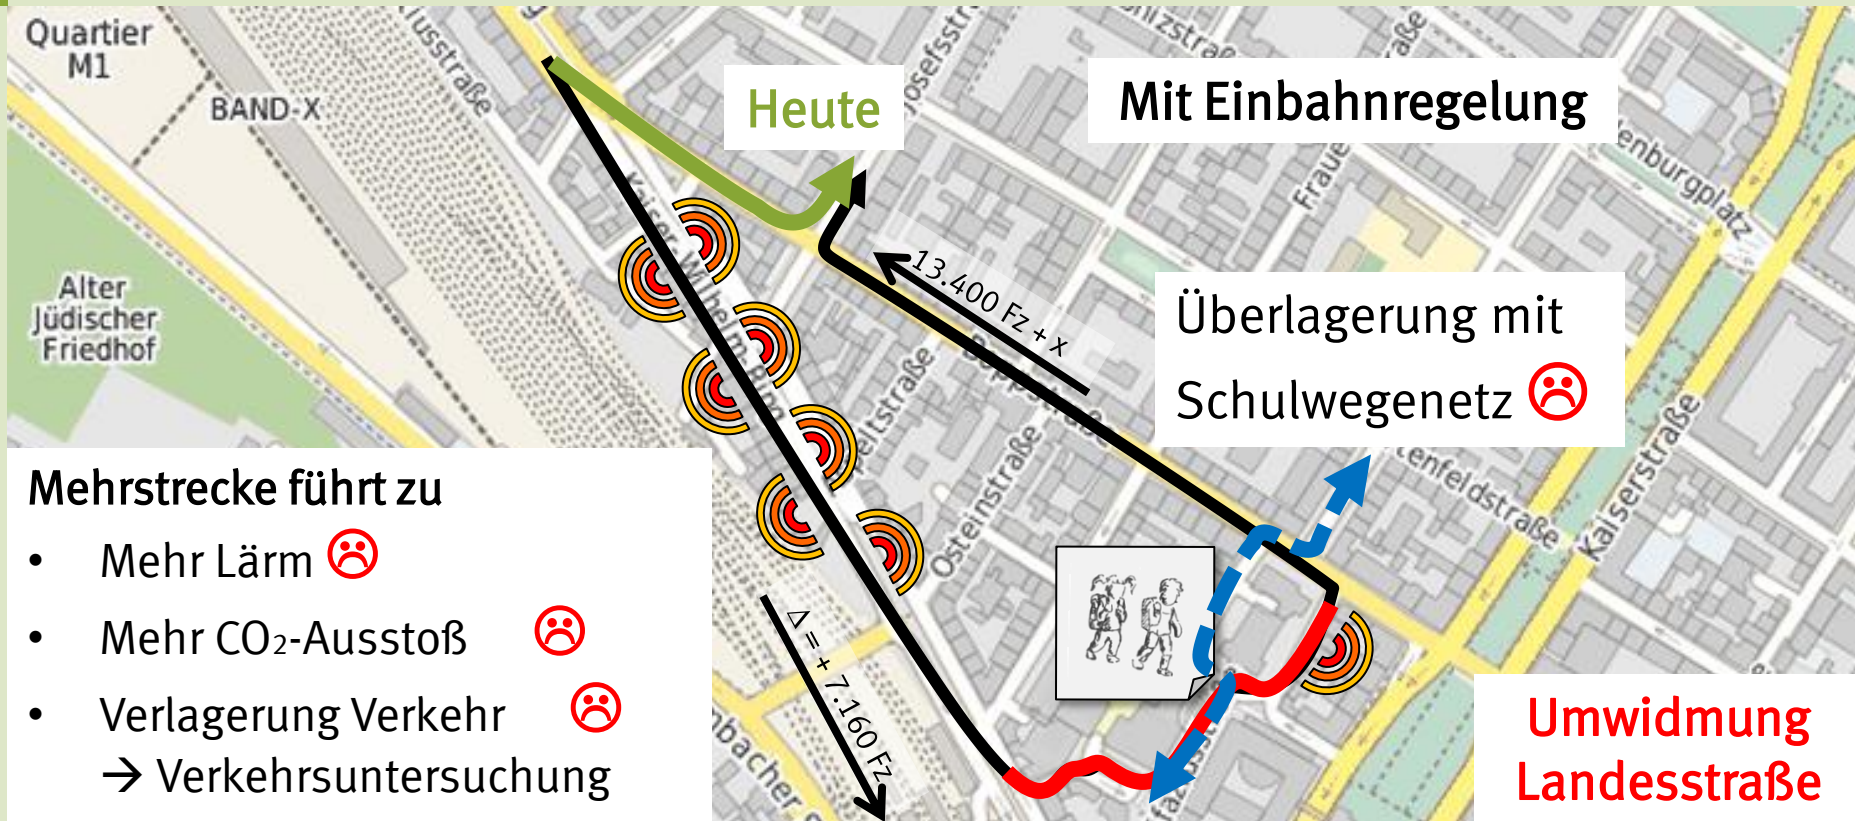 Quartier
M1
BAND-X
Alter
Jüdischer
Friedhof
Heute
Mit Einbahnregelung
13.400 Fz + x
Überlagerung mit
Schulwegenetz
Osteinstraße
Kaiserstraße
Mehrstrecke führt zu
• Mehr Lärm
• Mehr CO2-Ausstoß
• Verlagerung Verkehr
→ Verkehrsuntersuchung
Δ = + 7.160 Fz
Umwidmung
Landesstraße